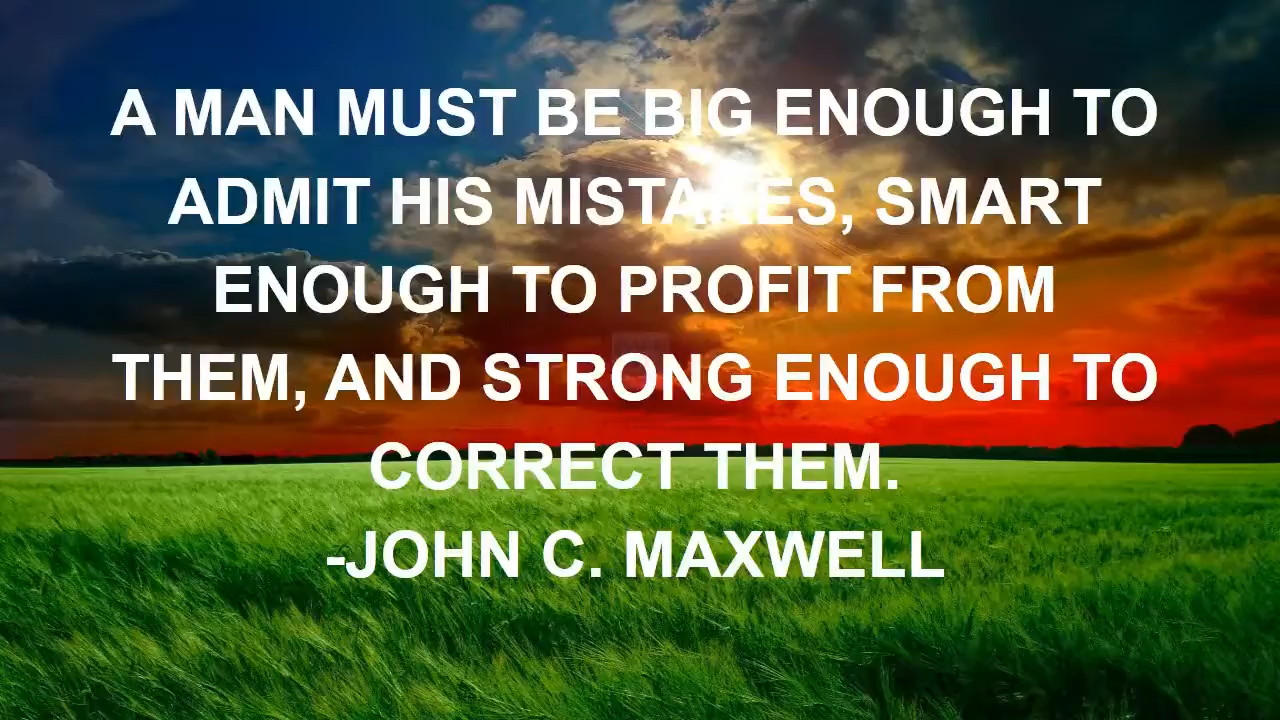 A MAN MUST BE BIG ENOUGH TO
ADMIT HIS MISTAKES, SMART
ENOUGH TO PROFIT FROM
THEM, AND STRONG ENOUGH TO
CORRECT THEM.
-JOHN C. MAXWELL